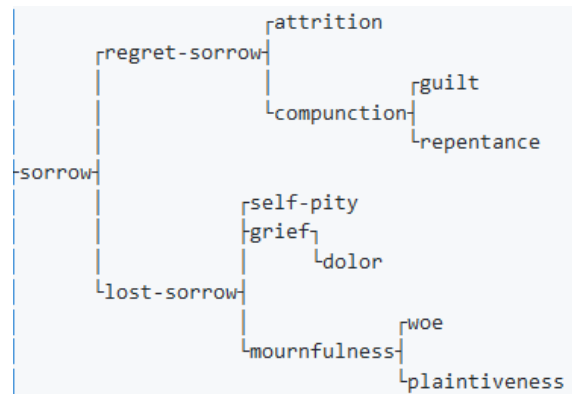 attrition
regret-sorrow
guilt
compunction
repentance
sorrow
self-pity
grief
dolor
lost-sorrow
woe
mournfulness
plaintiveness